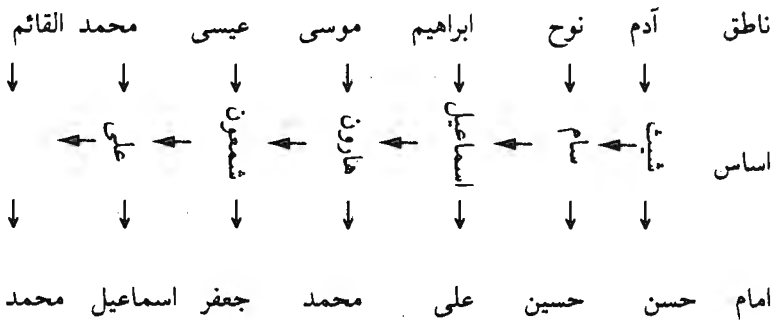 ناطق آدم نوح ابراهیم موسی عیسی محمد القائم
اساس شیث سام اسماعیل هارون شمعون علی
امام حسن حسین علی محمد جعفر اسماعیل محمد